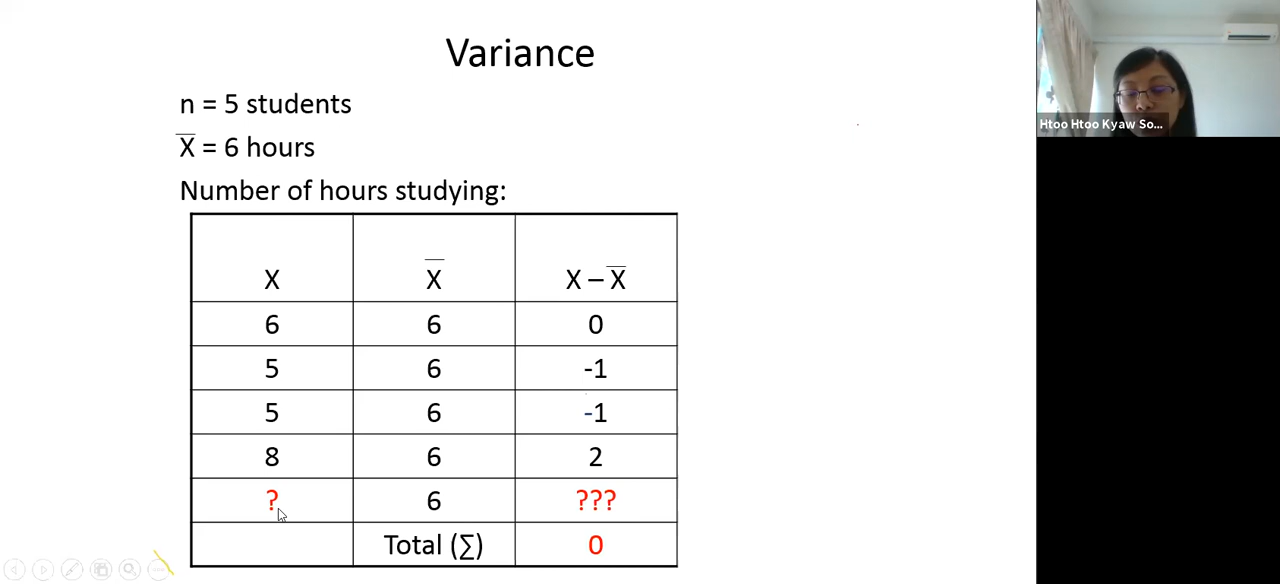 Variance
n = 5 students
X̅ = 6 hours
Number of hours studying:
X X̅ X – X̅
6 6 0
5 6 -1
5 6 -1
8 6 2
? 6 ???
Total (∑) 0
Htoo Htoo Kyaw So...